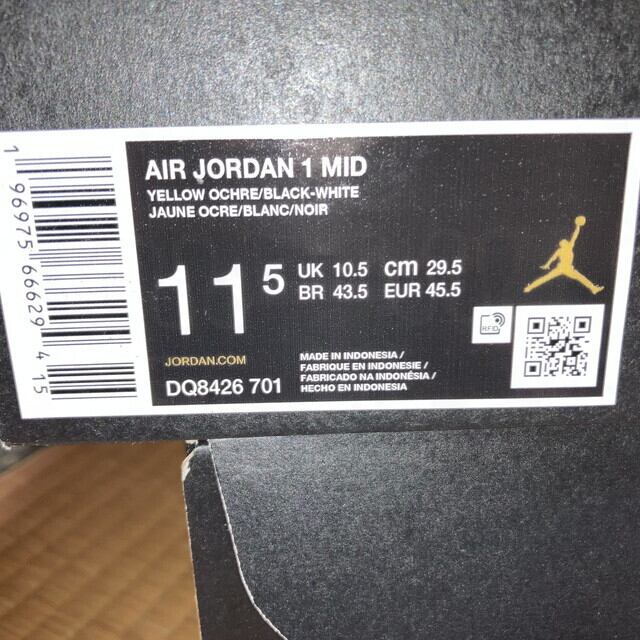 1 96975 66629 4 15
AIR JORDAN 1 MID
YELLOW OCHRE/BLACK-WHITE
JAUNE OCRE/BLANC/NOIR
11 5
UK 10.5 cm 29.5
BR 43.5 EUR 45.5
RFID
JORDAN.COM
DQ8426 701
MADE IN INDONESIA /
FABRIQUE EN INDONESIE /
FABRICADO NA INDONÉSIA /
HECHO EN INDONESIA